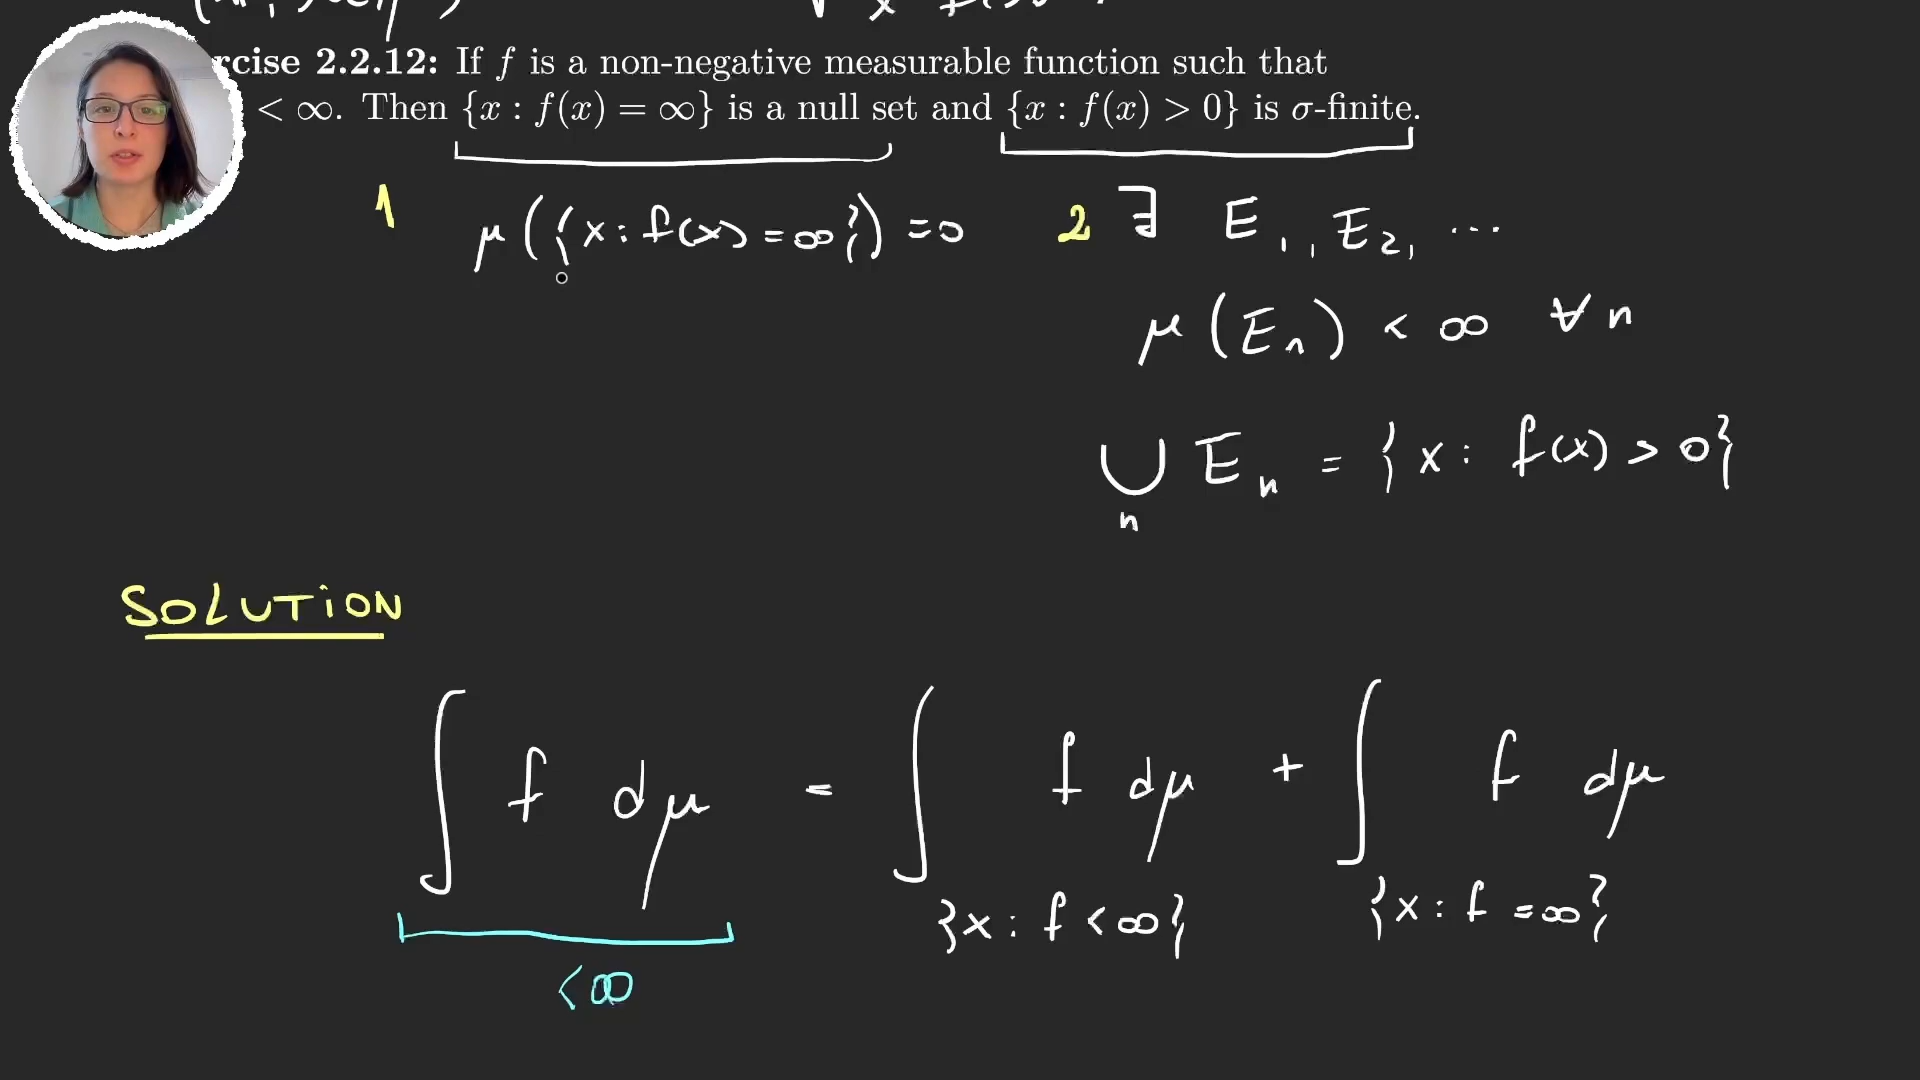 rcise 2.2.12: If f is a non-negative measurable function such that
< ∞. Then {x : f(x) = ∞} is a null set and {x : f(x) > 0} is σ-finite.
1 μ({x: f(x) = ∞}) = 0 2 ∃ E₁, E₂, ...
μ(Eₙ) < ∞ ∀ n
⋃ₙ Eₙ = {x : f(x) > 0}
SOLUTiON
∫ f dμ = ∫ f dμ + ∫ f dμ
{x : f < ∞} {x : f = ∞}
< ∞